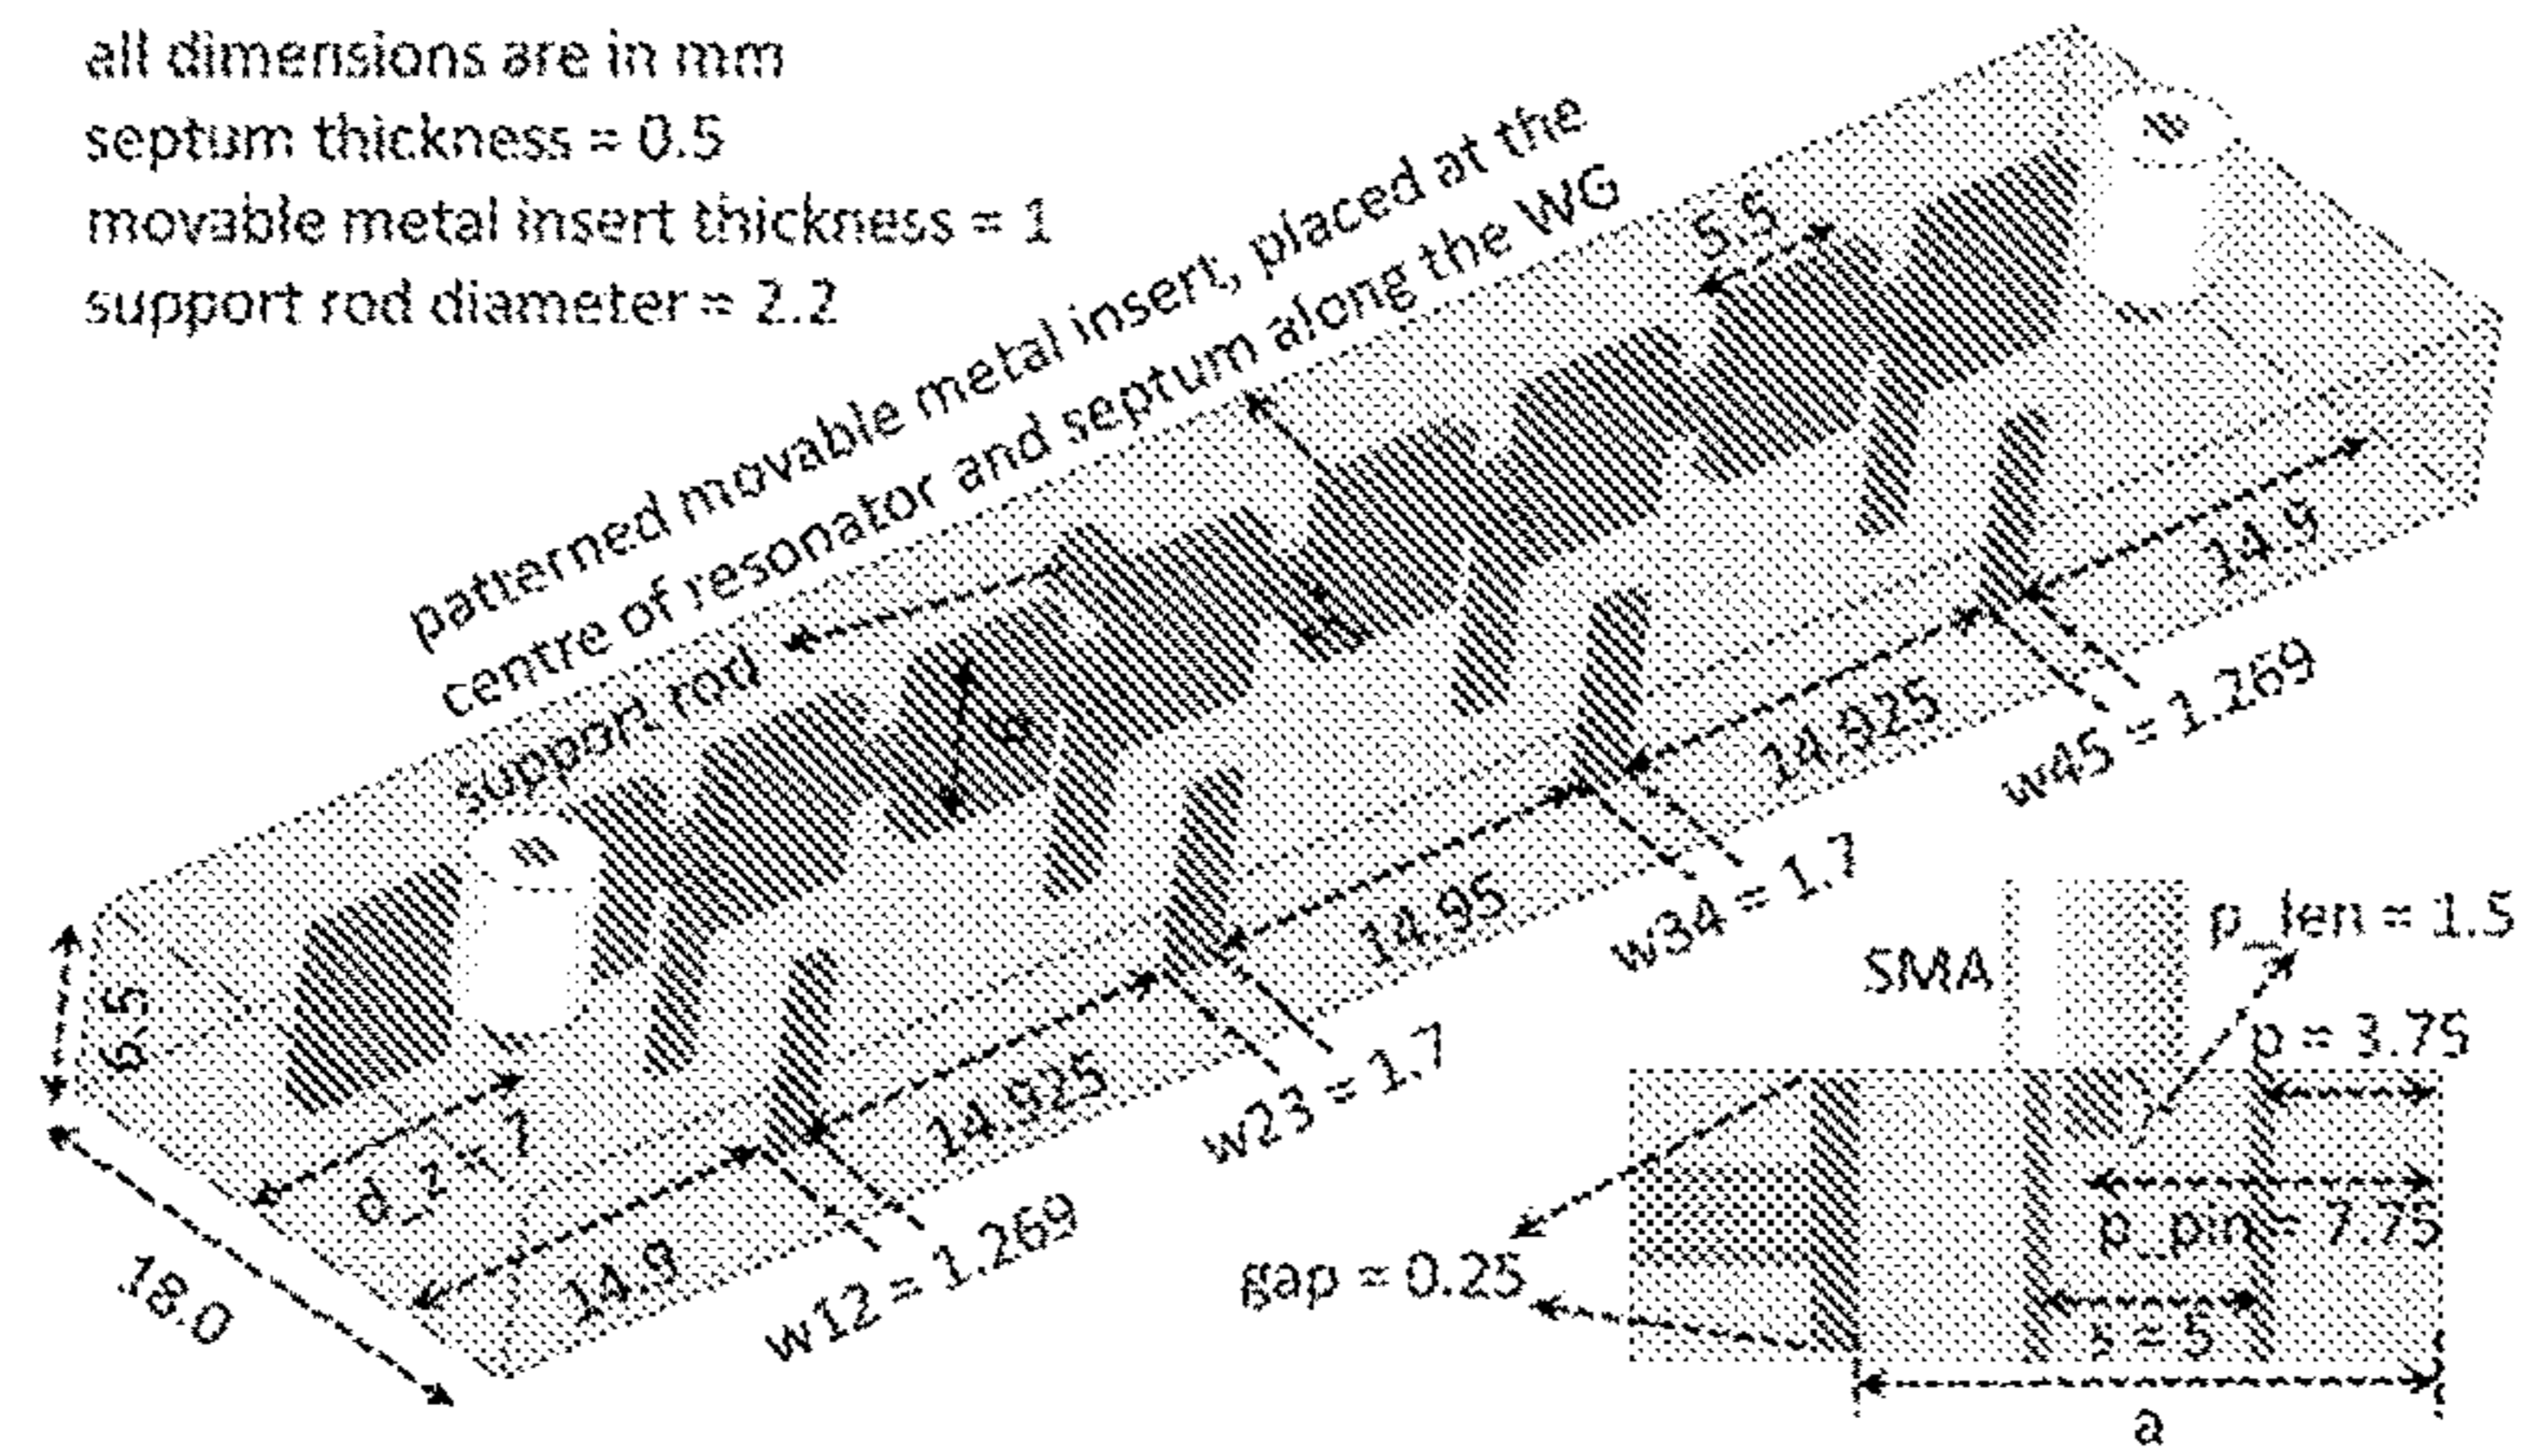 all dimensions are in mm
septum thickness = 0.5
movable metal insert thickness = 1
support rod diameter = 2.2
patterned movable metal insert, placed at the
centre of resonator and septum along the WG
support rod
5.5
6
6.5
18.0
d_z = 7
14.9
w12 = 1.269
14.925
w23 = 1.7
14.95
w34 = 1.7
14.925
w45 = 1.269
14.9
SMA
p_len = 1.5
p = 3.75
p_pin = 7.75
gap = 0.25
s = 5
a